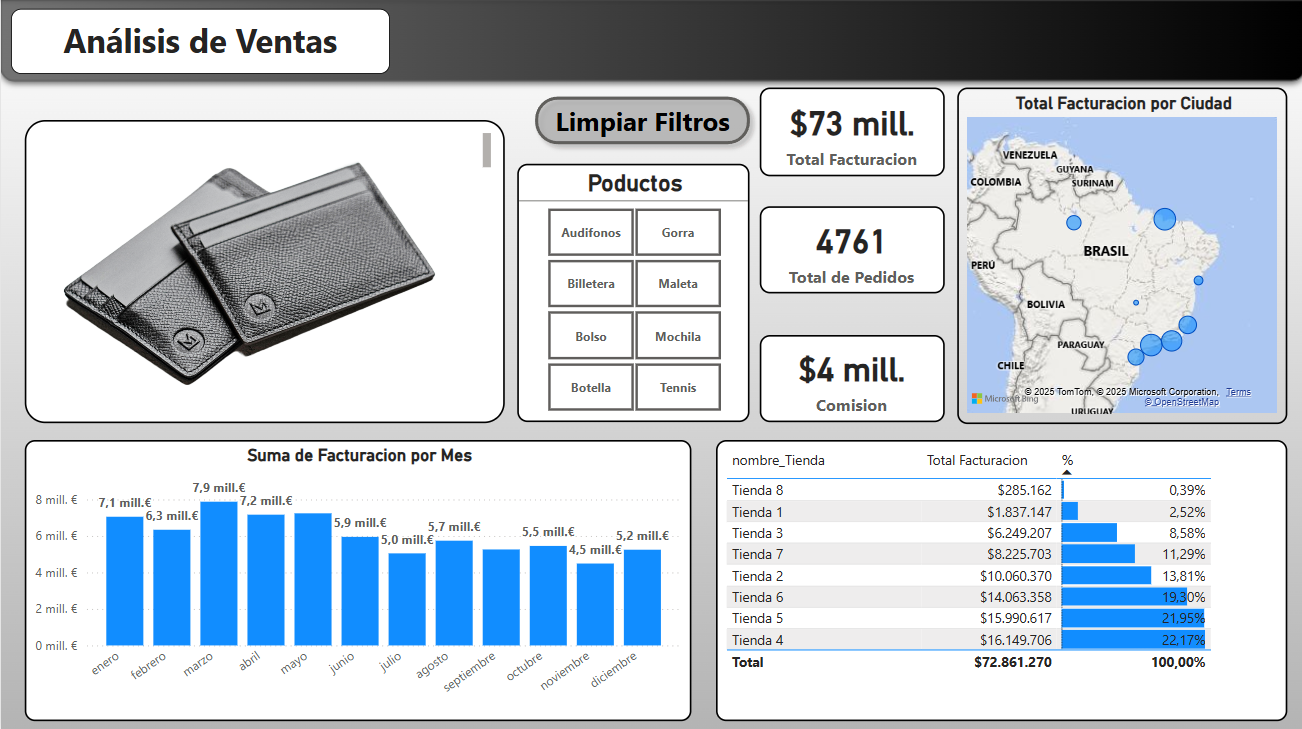 Análisis de Ventas
Limpiar Filtros
Poductos
Audifonos
Gorra
Billetera
Maleta
Bolso
Mochila
Botella
Tennis
$73 mill.
Total Facturacion
4761
Total de Pedidos
$4 mill.
Comision
Total Facturacion por Ciudad
VENEZUELA
GUYANA
COLOMBIA
SURINAM
BRASIL
PERÚ
BOLIVIA
PARAGUAY
CHILE
URUGUAY
© 2025 TomTom, © 2025 Microsoft Corporation, Terms
© OpenStreetMap
Microsoft Bing
Suma de Facturacion por Mes
8 mill. €
6 mill. €
4 mill. €
2 mill. €
0 mill. €
7,1 mill.€
6,3 mill.€
7,9 mill.€
7,2 mill.€
5,9 mill.€
5,0 mill.€
5,7 mill.€
5,5 mill.€
4,5 mill.€
5,2 mill.€
enero
febrero
marzo
abril
mayo
junio
julio
agosto
septiembre
octubre
noviembre
diciembre
nombre_Tienda Total Facturacion %
Tienda 8 $285.162 0,39%
Tienda 1 $1.837.147 2,52%
Tienda 3 $6.249.207 8,58%
Tienda 7 $8.225.703 11,29%
Tienda 2 $10.060.370 13,81%
Tienda 6 $14.063.358 19,30%
Tienda 5 $15.990.617 21,95%
Tienda 4 $16.149.706 22,17%
Total $72.861.270 100,00%